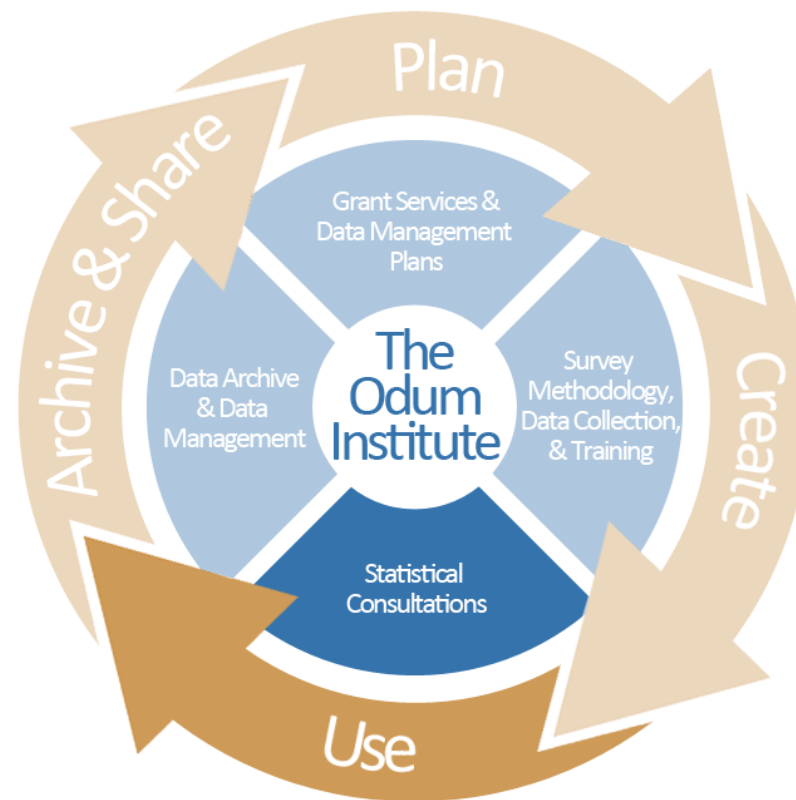 Plan
Grant Services &
Data Management
Plans
Archive & Share
The
Odum
Institute
Data Archive
& Data
Management
Survey
Methodology,
Data Collection,
& Training
Create
Statistical
Consultations
Use